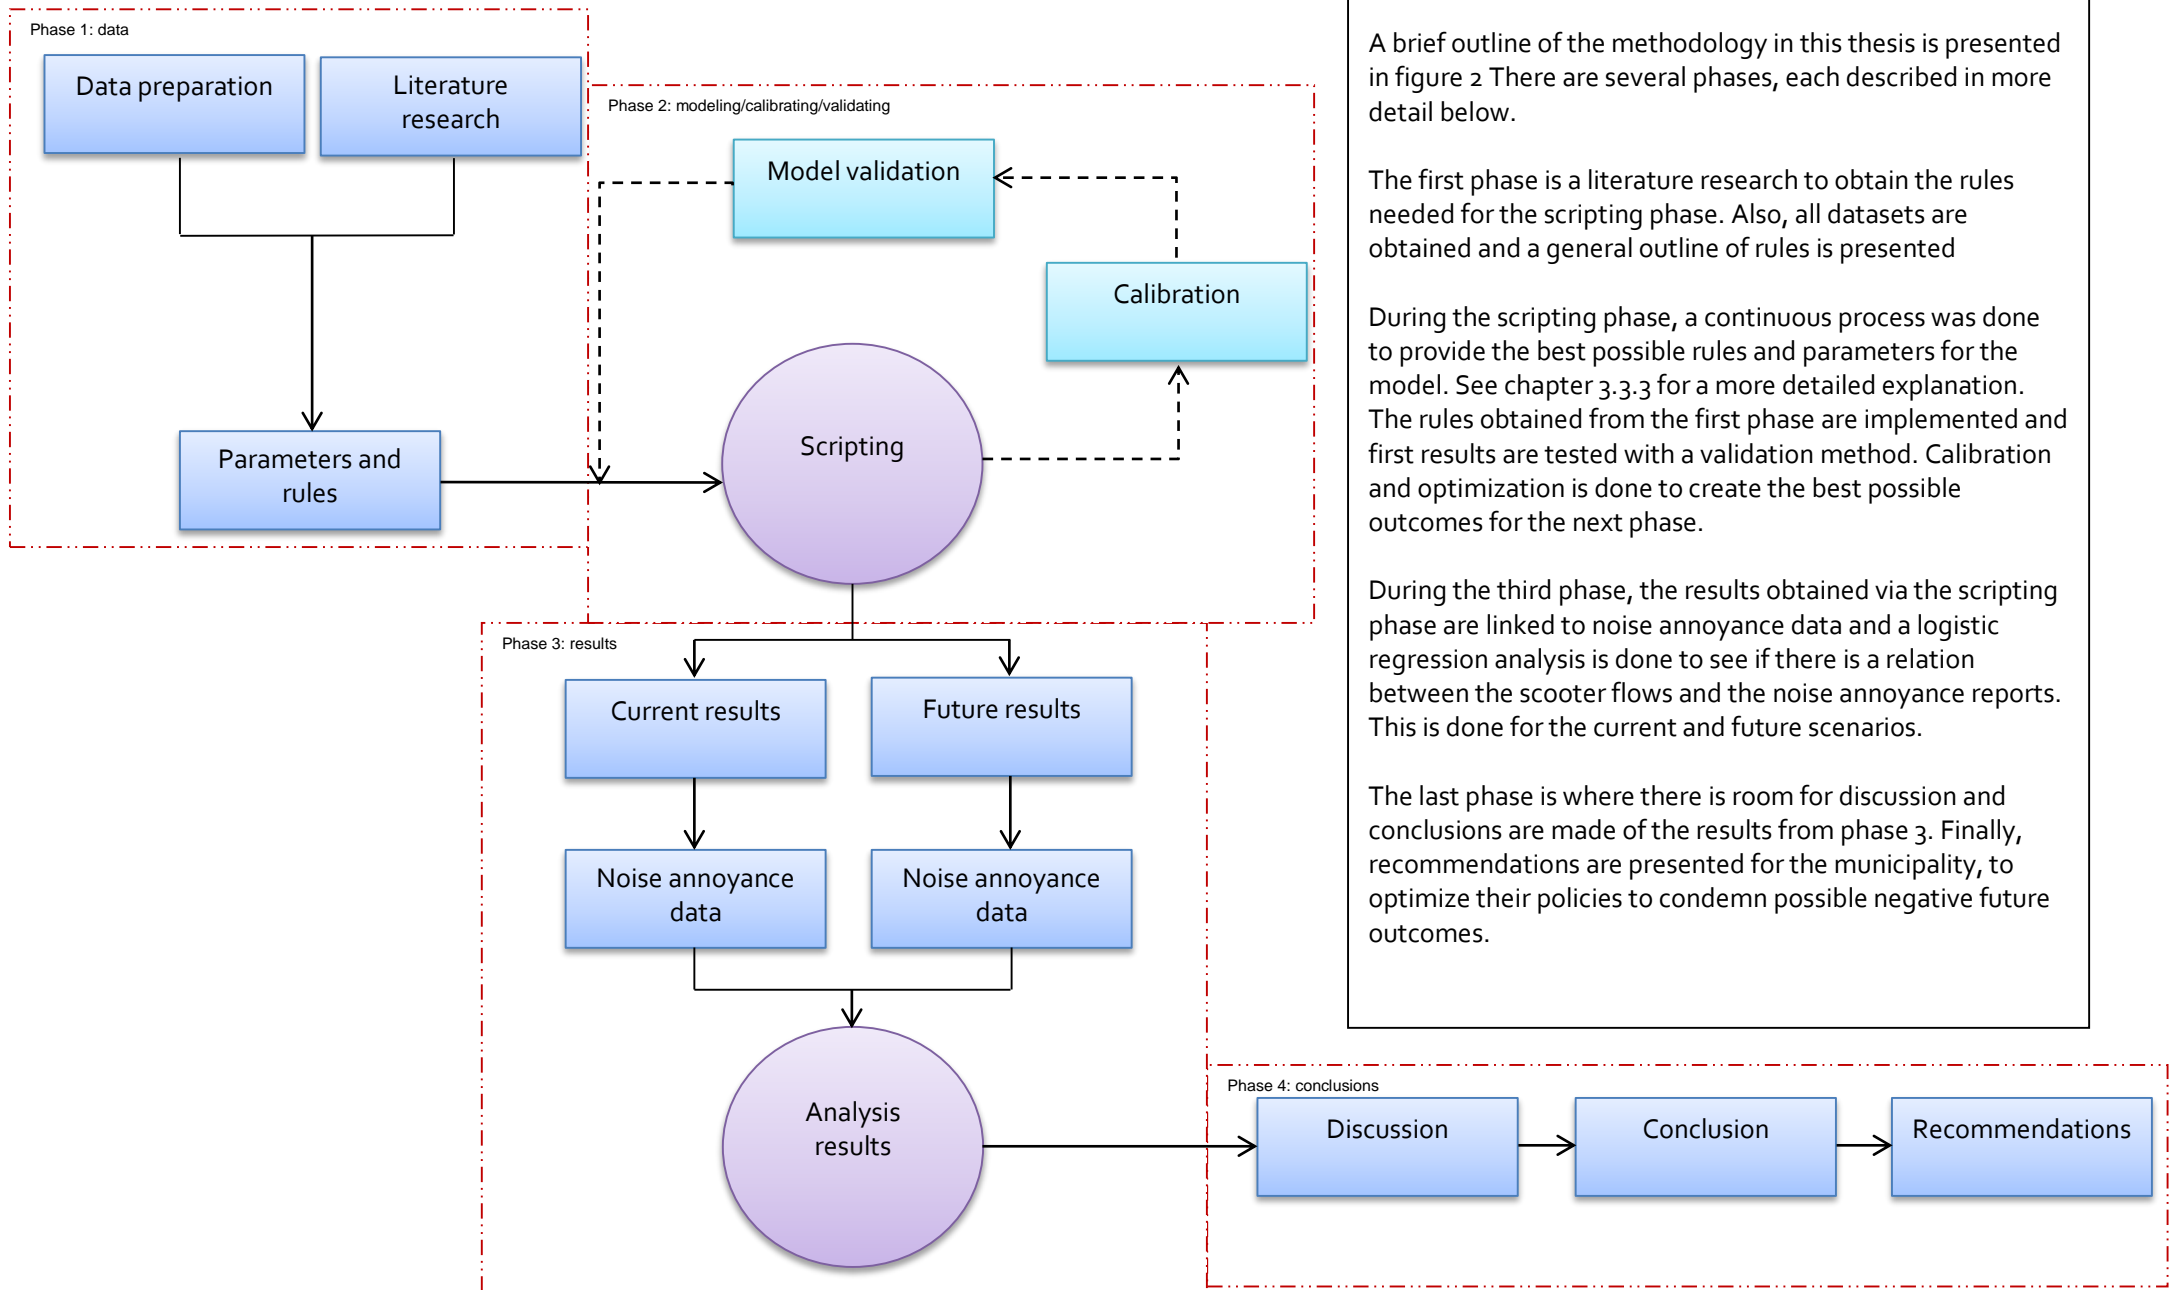 Phase 1: data
Data preparation
Literature
research
Parameters and
rules
Phase 2: modeling/calibrating/validating
Model validation
Calibration
Scripting
Phase 3: results
Current results
Future results
Noise annoyance
data
Noise annoyance
data
Analysis
results
Phase 4: conclusions
Discussion
Conclusion
Recommendations
A brief outline of the methodology in this thesis is presented
in figure 2 There are several phases, each described in more
detail below.
The first phase is a literature research to obtain the rules
needed for the scripting phase. Also, all datasets are
obtained and a general outline of rules is presented
During the scripting phase, a continuous process was done
to provide the best possible rules and parameters for the
model. See chapter 3.3.3 for a more detailed explanation.
The rules obtained from the first phase are implemented and
first results are tested with a validation method. Calibration
and optimization is done to create the best possible
outcomes for the next phase.
During the third phase, the results obtained via the scripting
phase are linked to noise annoyance data and a logistic
regression analysis is done to see if there is a relation
between the scooter flows and the noise annoyance reports.
This is done for the current and future scenarios.
The last phase is where there is room for discussion and
conclusions are made of the results from phase 3. Finally,
recommendations are presented for the municipality, to
optimize their policies to condemn possible negative future
outcomes.